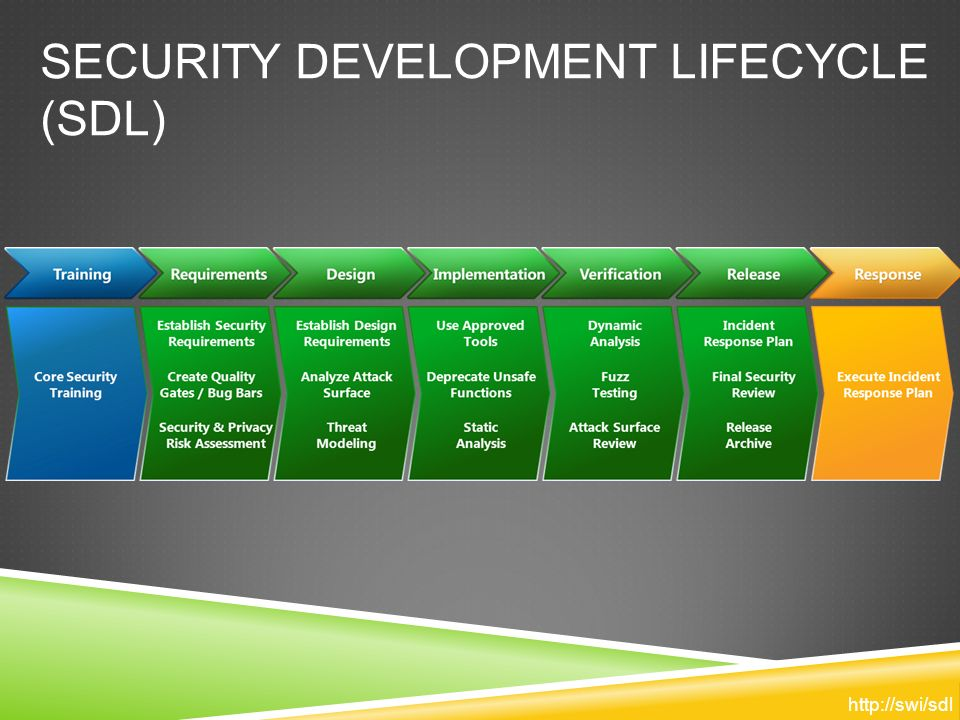 SECURITY DEVELOPMENT LIFECYCLE
(SDL)
Training
Requirements
Design
Implementation
Verification
Release
Response
Core Security
Training
Establish Security
Requirements
Create Quality
Gates / Bug Bars
Security & Privacy
Risk Assessment
Establish Design
Requirements
Analyze Attack
Surface
Threat
Modeling
Use Approved
Tools
Deprecate Unsafe
Functions
Static
Analysis
Dynamic
Analysis
Fuzz
Testing
Attack Surface
Review
Incident
Response Plan
Final Security
Review
Release
Archive
Execute Incident
Response Plan
http://swi/sdl